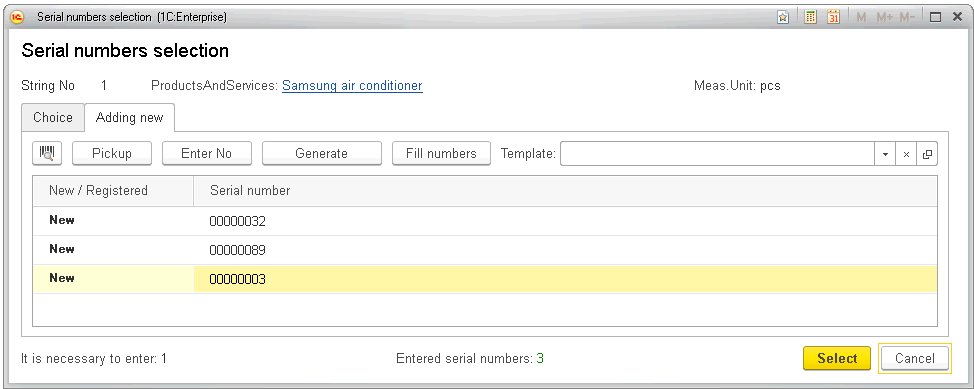 Serial numbers selection (1C:Enterprise)
31 M M+ M-
Serial numbers selection
String No 1 ProductsAndServices: Samsung air conditioner Meas.Unit: pcs
Choice Adding new
Pickup Enter No Generate Fill numbers Template:
New / Registered Serial number
New 00000032
New 00000089
New 00000003
It is necessary to enter: 1 Entered serial numbers: 3 Select Cancel